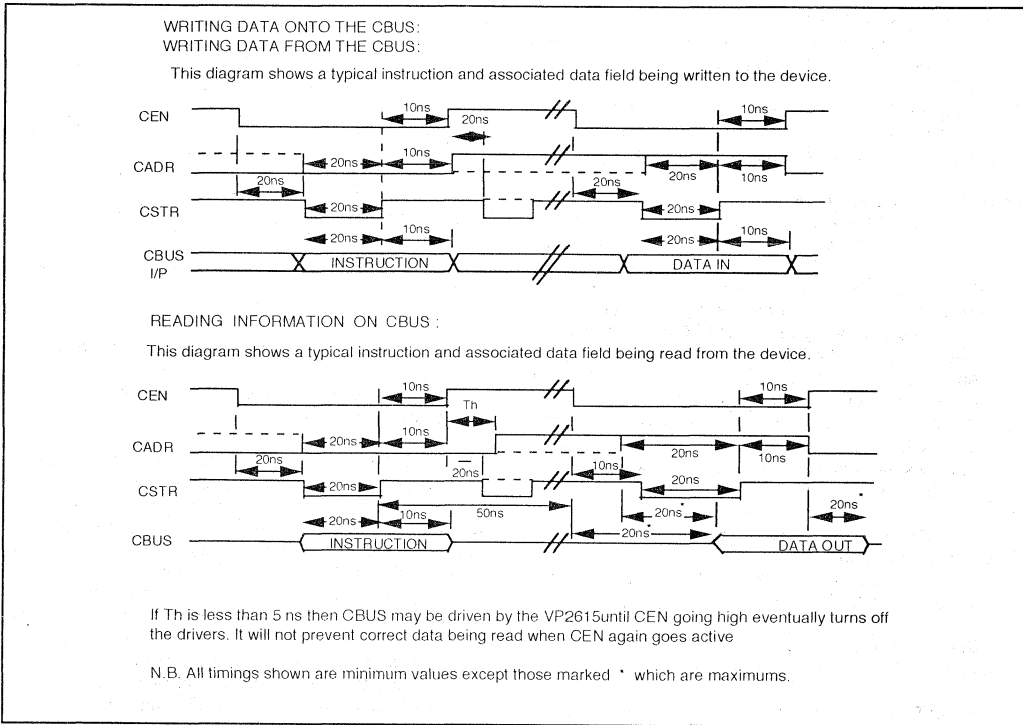 WRITING DATA ONTO THE CBUS:
WRITING DATA FROM THE CBUS:
This diagram shows a typical instruction and associated data field being written to the device.
CEN
10ns
10ns
20ns
CADR
20ns
10ns
20ns
10ns
20ns
20ns
CSTR
20ns
20ns
20ns
10ns
20ns
10ns
CBUS
I/P
INSTRUCTION
DATA IN
READING INFORMATION ON CBUS :
This diagram shows a typical instruction and associated data field being read from the device.
CEN
10ns
10ns
Th
CADR
20ns
10ns
20ns
10ns
20ns
20ns
10ns
CSTR
20ns
20ns
20ns*
20ns
10ns
50ns
20ns*
20ns*
CBUS
INSTRUCTION
DATA OUT
If Th is less than 5 ns then CBUS may be driven by the VP2615until CEN going high eventually turns off
the drivers. It will not prevent correct data being read when CEN again goes active
N.B. All timings shown are minimum values except those marked * which are maximums.